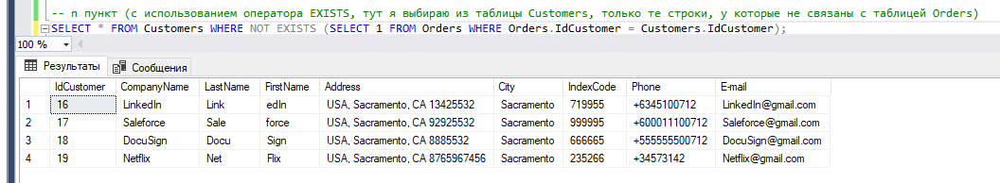 -- n пункт (с использованием оператора EXISTS, тут я выбираю из таблицы Customers, только те строки, у которые не связаны с таблицей Orders)
SELECT * FROM Customers WHERE NOT EXISTS (SELECT 1 FROM Orders WHERE Orders.IdCustomer = Customers.IdCustomer);
100 %
Результаты Сообщения
IdCustomer CompanyName LastName FirstName Address City IndexCode Phone E-mail
1 16 LinkedIn Link edIn USA, Sacramento, CA 13425532 Sacramento 719955 +6345100712 LinkedIn@gmail.com
2 17 Saleforce Sale force USA, Sacramento, CA 92925532 Sacramento 999995 +600011100712 Saleforce@gmail.com
3 18 DocuSign Docu Sign USA, Sacramento, CA 8885532 Sacramento 666665 +555555500712 DocuSign@gmail.com
4 19 Netflix Net Flix USA, Sacramento, CA 8765967456 Sacramento 235266 +34573142 Netflix@gmail.com